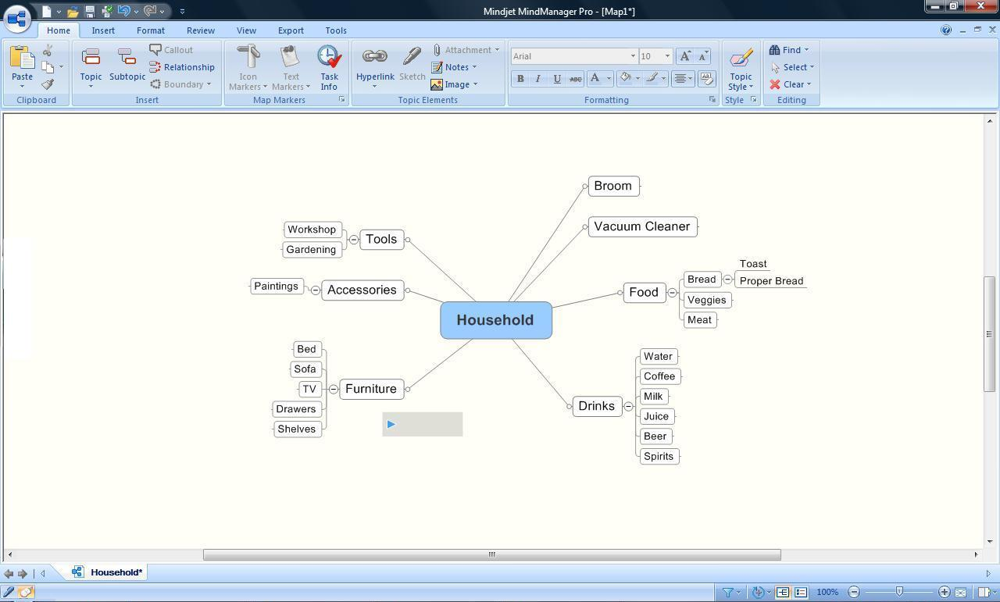 Mindjet MindManager Pro - [Map1*]
Home Insert Format Review View Export Tools
Paste
Clipboard
Topic
Subtopic
Callout
Relationship
Boundary
Insert
Icon Markers
Text Markers
Task Info
Map Markers
Hyperlink
Sketch
Attachment
Notes
Image
Topic Elements
Arial 10
B I U ABC A
Formatting
Topic Style
Style
Find
Select
Clear
Editing
Broom
Vacuum Cleaner
Workshop
Gardening
Tools
Paintings
Accessories
Household
Food
Bread
Toast
Proper Bread
Veggies
Meat
Bed
Sofa
TV
Drawers
Shelves
Furniture
Drinks
Water
Coffee
Milk
Juice
Beer
Spirits
Household*
100%